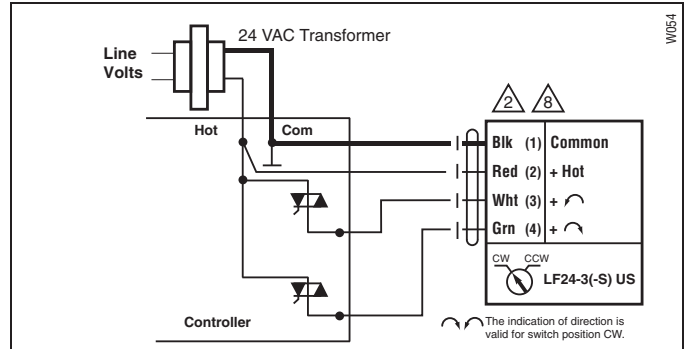 W054
24 VAC Transformer
Line
Volts
Hot
Com
2
8
Blk (1) Common
Red (2) + Hot
Wht (3) +
Grn (4) +
CW
CCW
LF24-3(-S) US
Controller
The indication of direction is
valid for switch position CW.